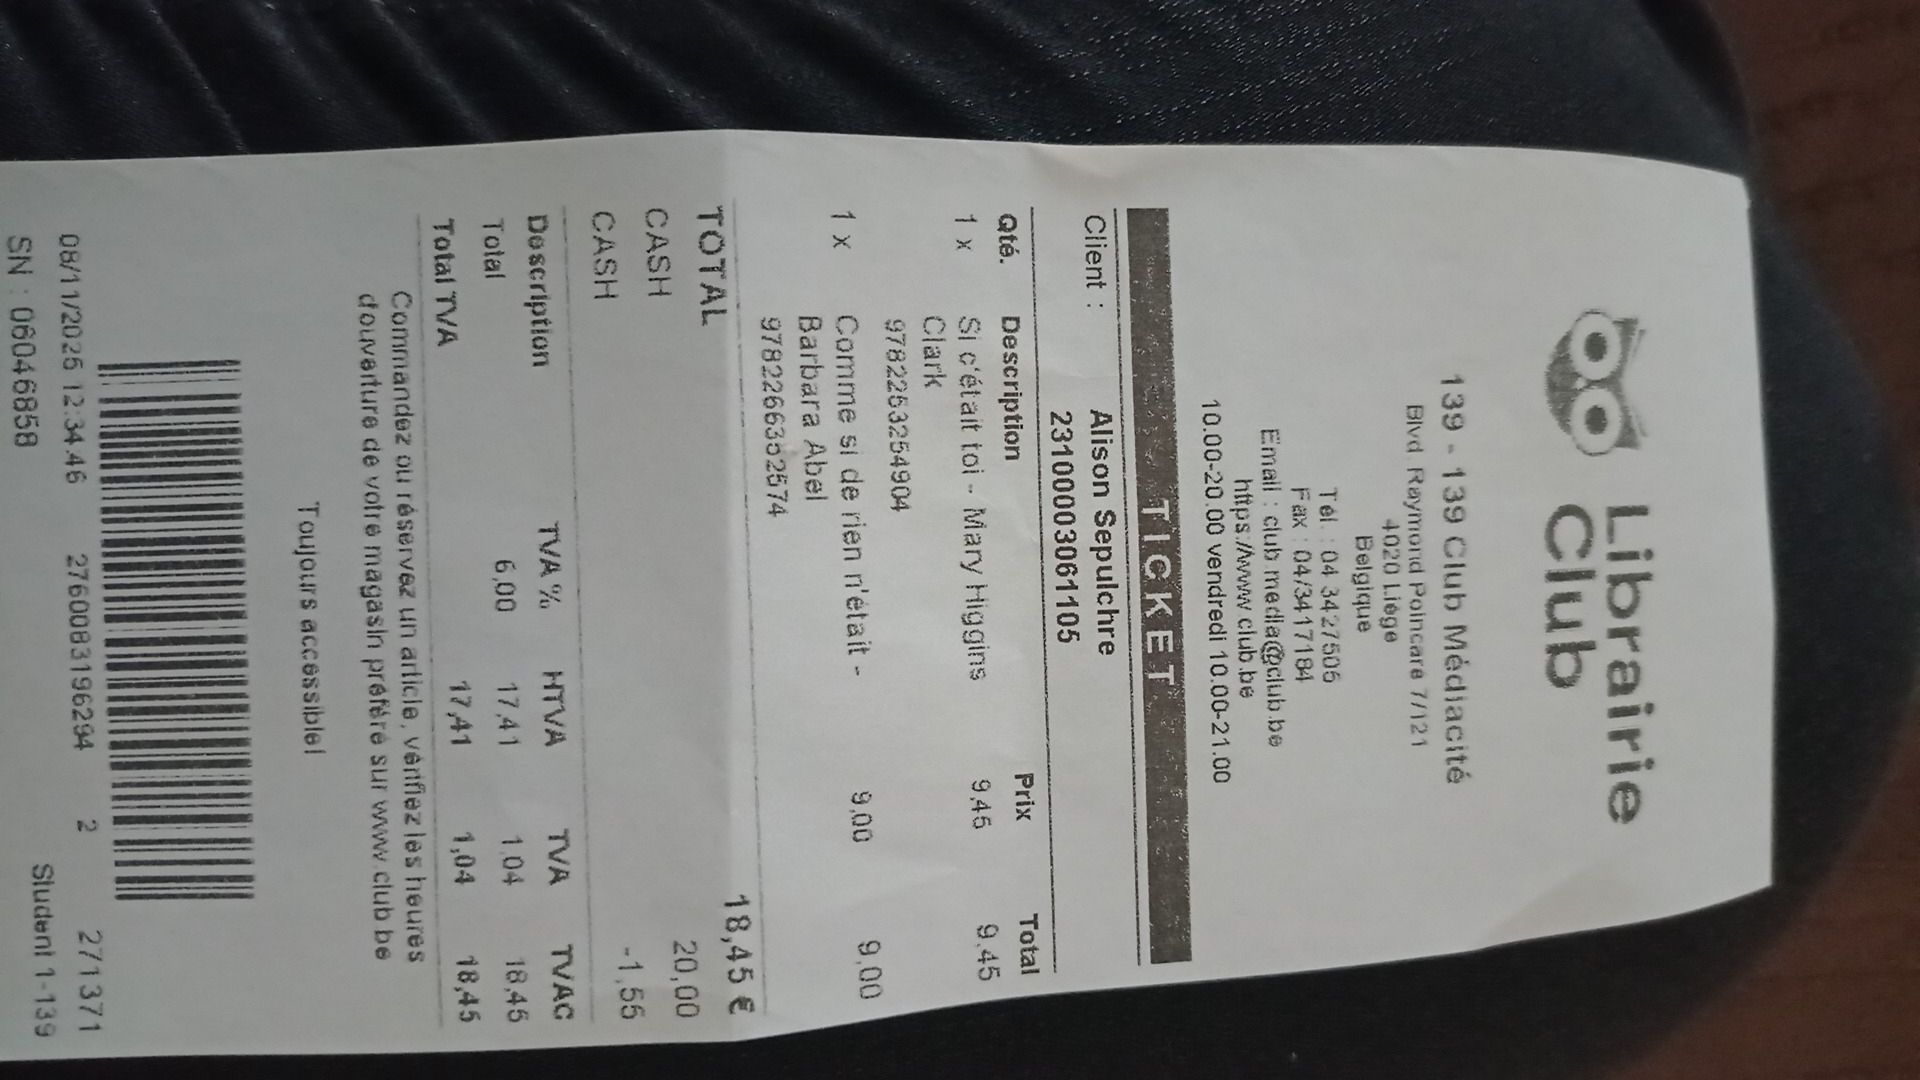 Librairie
Club
139 - 139 Club Médiacité
Blvd. Raymond Poincaré 7/121
4020 Liège
Belgique
Tél. : 04 3427505
Fax : 04/3417184
Email : club.media@club.be
https://www.club.be
10.00-20.00 vendredi 10.00-21.00
TICKET
Client : Alison Sepulchre
23100003061105
Qté. Description Prix Total
1 x Si c'était toi - Mary Higgins 9,45 9,45
Clark
9782253254904
1 x Comme si de rien n'était - 9,00 9,00
Barbara Abel
9782266352574
TOTAL 18,45 €
CASH 20,00
CASH -1,55
Description TVA % HTVA TVA TVAC
Total 6,00 17,41 1,04 18,45
Total TVA 17,41 1,04 18,45
Commandez ou réservez un article, vérifiez les heures
d'ouverture de votre magasin préféré sur www.club.be
Toujours accessible!
08/11/2025 12:34:46 2760083196294 2 271371
SN : 06046858 Student 1-139